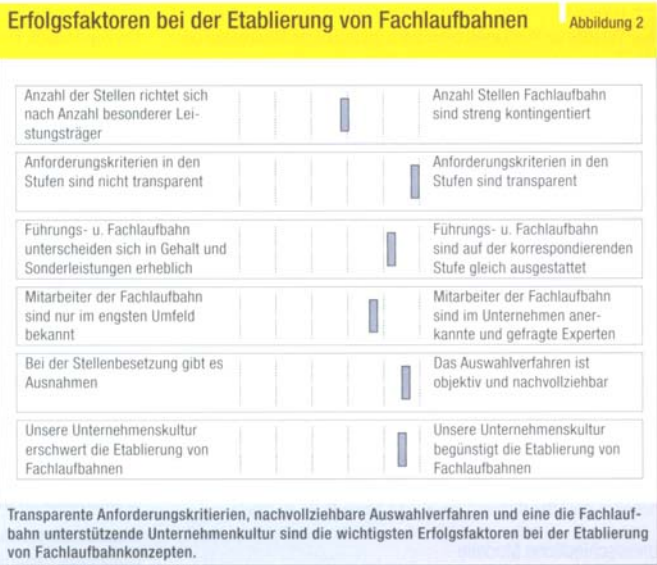 Erfolgsfaktoren bei der Etablierung von Fachlaufbahnen
Abbildung 2
Anzahl der Stellen richtet sich
nach Anzahl besonderer Lei-
stungsträger
Anzahl Stellen Fachlaufbahn
sind streng kontingentiert
Anforderungskriterien in den
Stufen sind nicht transparent
Anforderungskriterien in den
Stufen sind transparent
Führungs- u. Fachlaufbahn
unterscheiden sich in Gehalt und
Sonderleistungen erheblich
Führungs- u. Fachlaufbahn
sind auf der korrespondierenden
Stufe gleich ausgestattet
Mitarbeiter der Fachlaufbahn
sind nur im engsten Umfeld
bekannt
Mitarbeiter der Fachlaufbahn
sind im Unternehmen aner-
kannte und gefragte Experten
Bei der Stellenbesetzung gibt es
Ausnahmen
Das Auswahlverfahren ist
objektiv und nachvollziehbar
Unsere Unternehmenskultur
erschwert die Etablierung von
Fachlaufbahnen
Unsere Unternehmenskultur
begünstigt die Etablierung von
Fachlaufbahnen
Transparente Anforderungskritierien, nachvollziehbare Auswahlverfahren und eine die Fachlauf-
bahn unterstützende Unternehmenkultur sind die wichtigsten Erfolgsfaktoren bei der Etablierung
von Fachlaufbahnkonzepten.